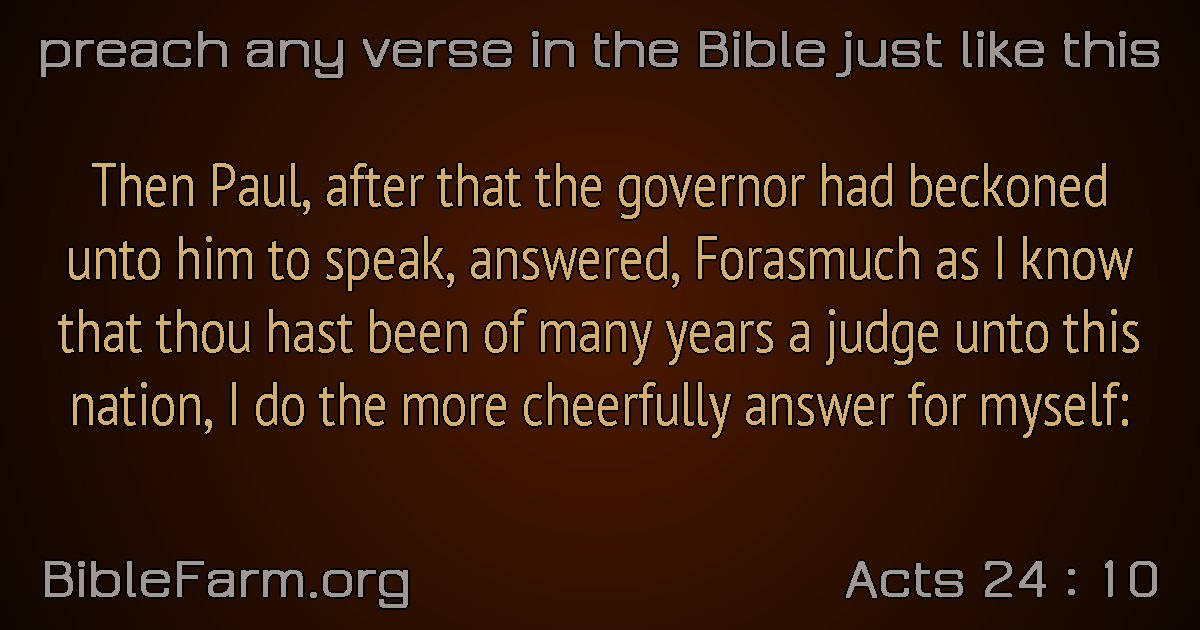 preach any verse in the Bible just like this
Then Paul, after that the governor had beckoned
unto him to speak, answered, Forasmuch as I know
that thou hast been of many years a judge unto this
nation, I do the more cheerfully answer for myself:
BibleFarm.org
Acts 24 : 10